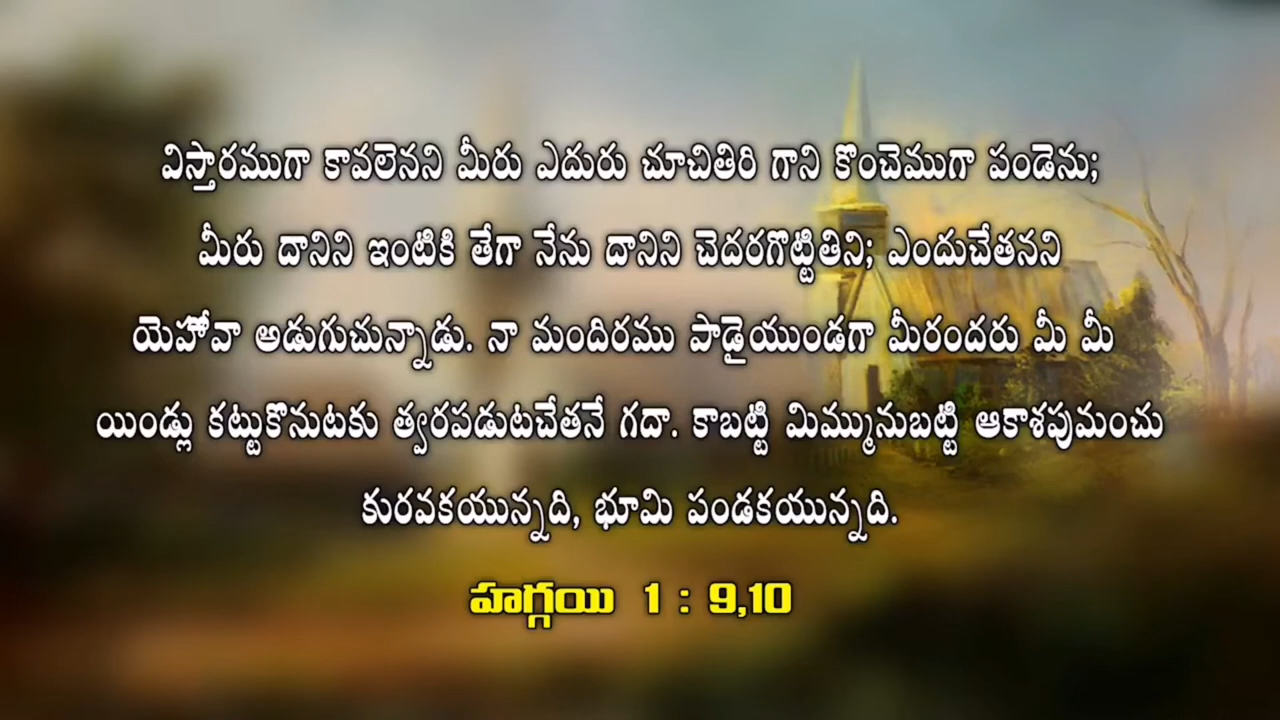 విస్తారముగా కావలెనని మీరు ఎదురు చూచితిరి గాని కొంచెముగా పండెను;
మీరు దానిని ఇంటికి తేగా నేను దానిని చెదరగొట్టితిని; ఎందుచేతనని
యెహోవా అడుగుచున్నాడు. నా మందిరము పాడైయుండగా మీరందరు మీ మీ
యిండ్లు కట్టుకొనుటకు త్వరపడుటచేతనే గదా. కాబట్టి మిమ్మునుబట్టి ఆకాశపుమంచు
కురవకయున్నది, భూమి పండకయున్నది.
హగ్గయి 1 : 9,10